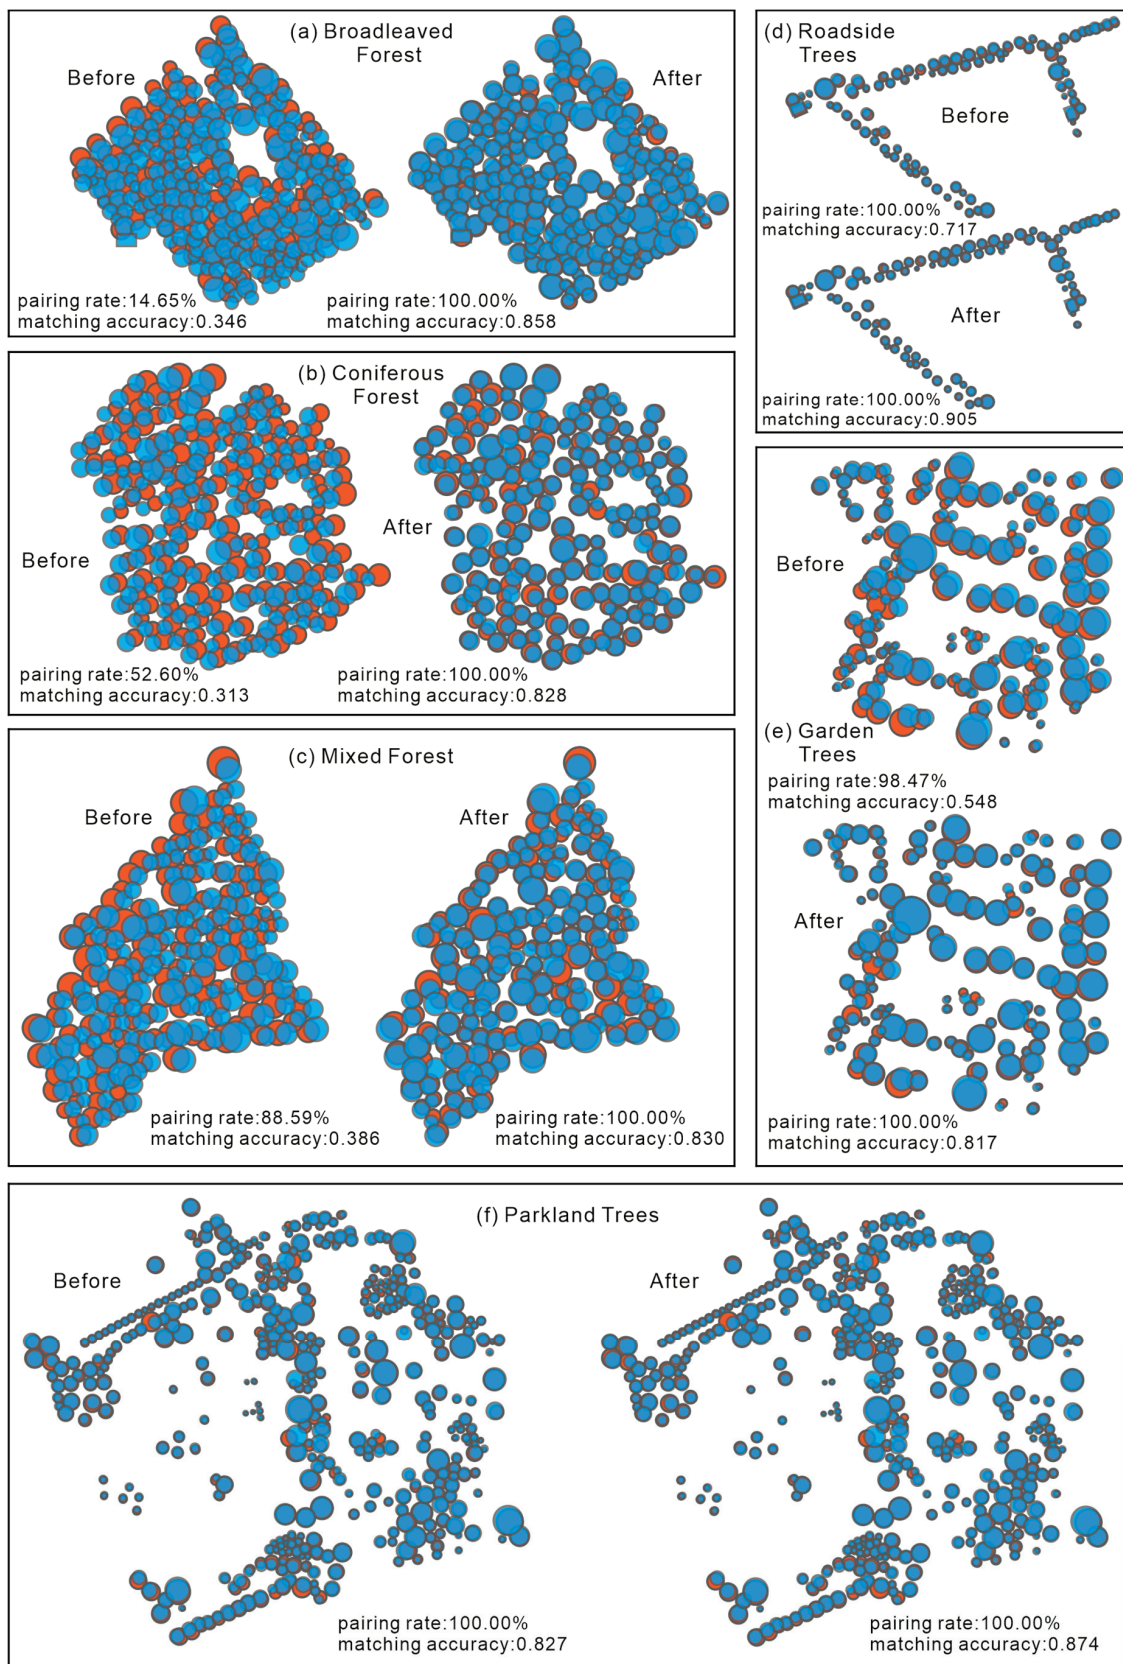 (a) Broadleaved
Forest
Before
After
pairing rate:14.65%
matching accuracy:0.346
pairing rate:100.00%
matching accuracy:0.858
(b) Coniferous
Forest
Before
After
pairing rate:52.60%
matching accuracy:0.313
pairing rate:100.00%
matching accuracy:0.828
(c) Mixed Forest
Before
After
pairing rate:88.59%
matching accuracy:0.386
pairing rate:100.00%
matching accuracy:0.830
(d) Roadside
Trees
Before
pairing rate:100.00%
matching accuracy:0.717
After
pairing rate:100.00%
matching accuracy:0.905
Before
(e) Garden
Trees
pairing rate:98.47%
matching accuracy:0.548
After
pairing rate:100.00%
matching accuracy:0.817
(f) Parkland Trees
Before
After
pairing rate:100.00%
matching accuracy:0.827
pairing rate:100.00%
matching accuracy:0.874